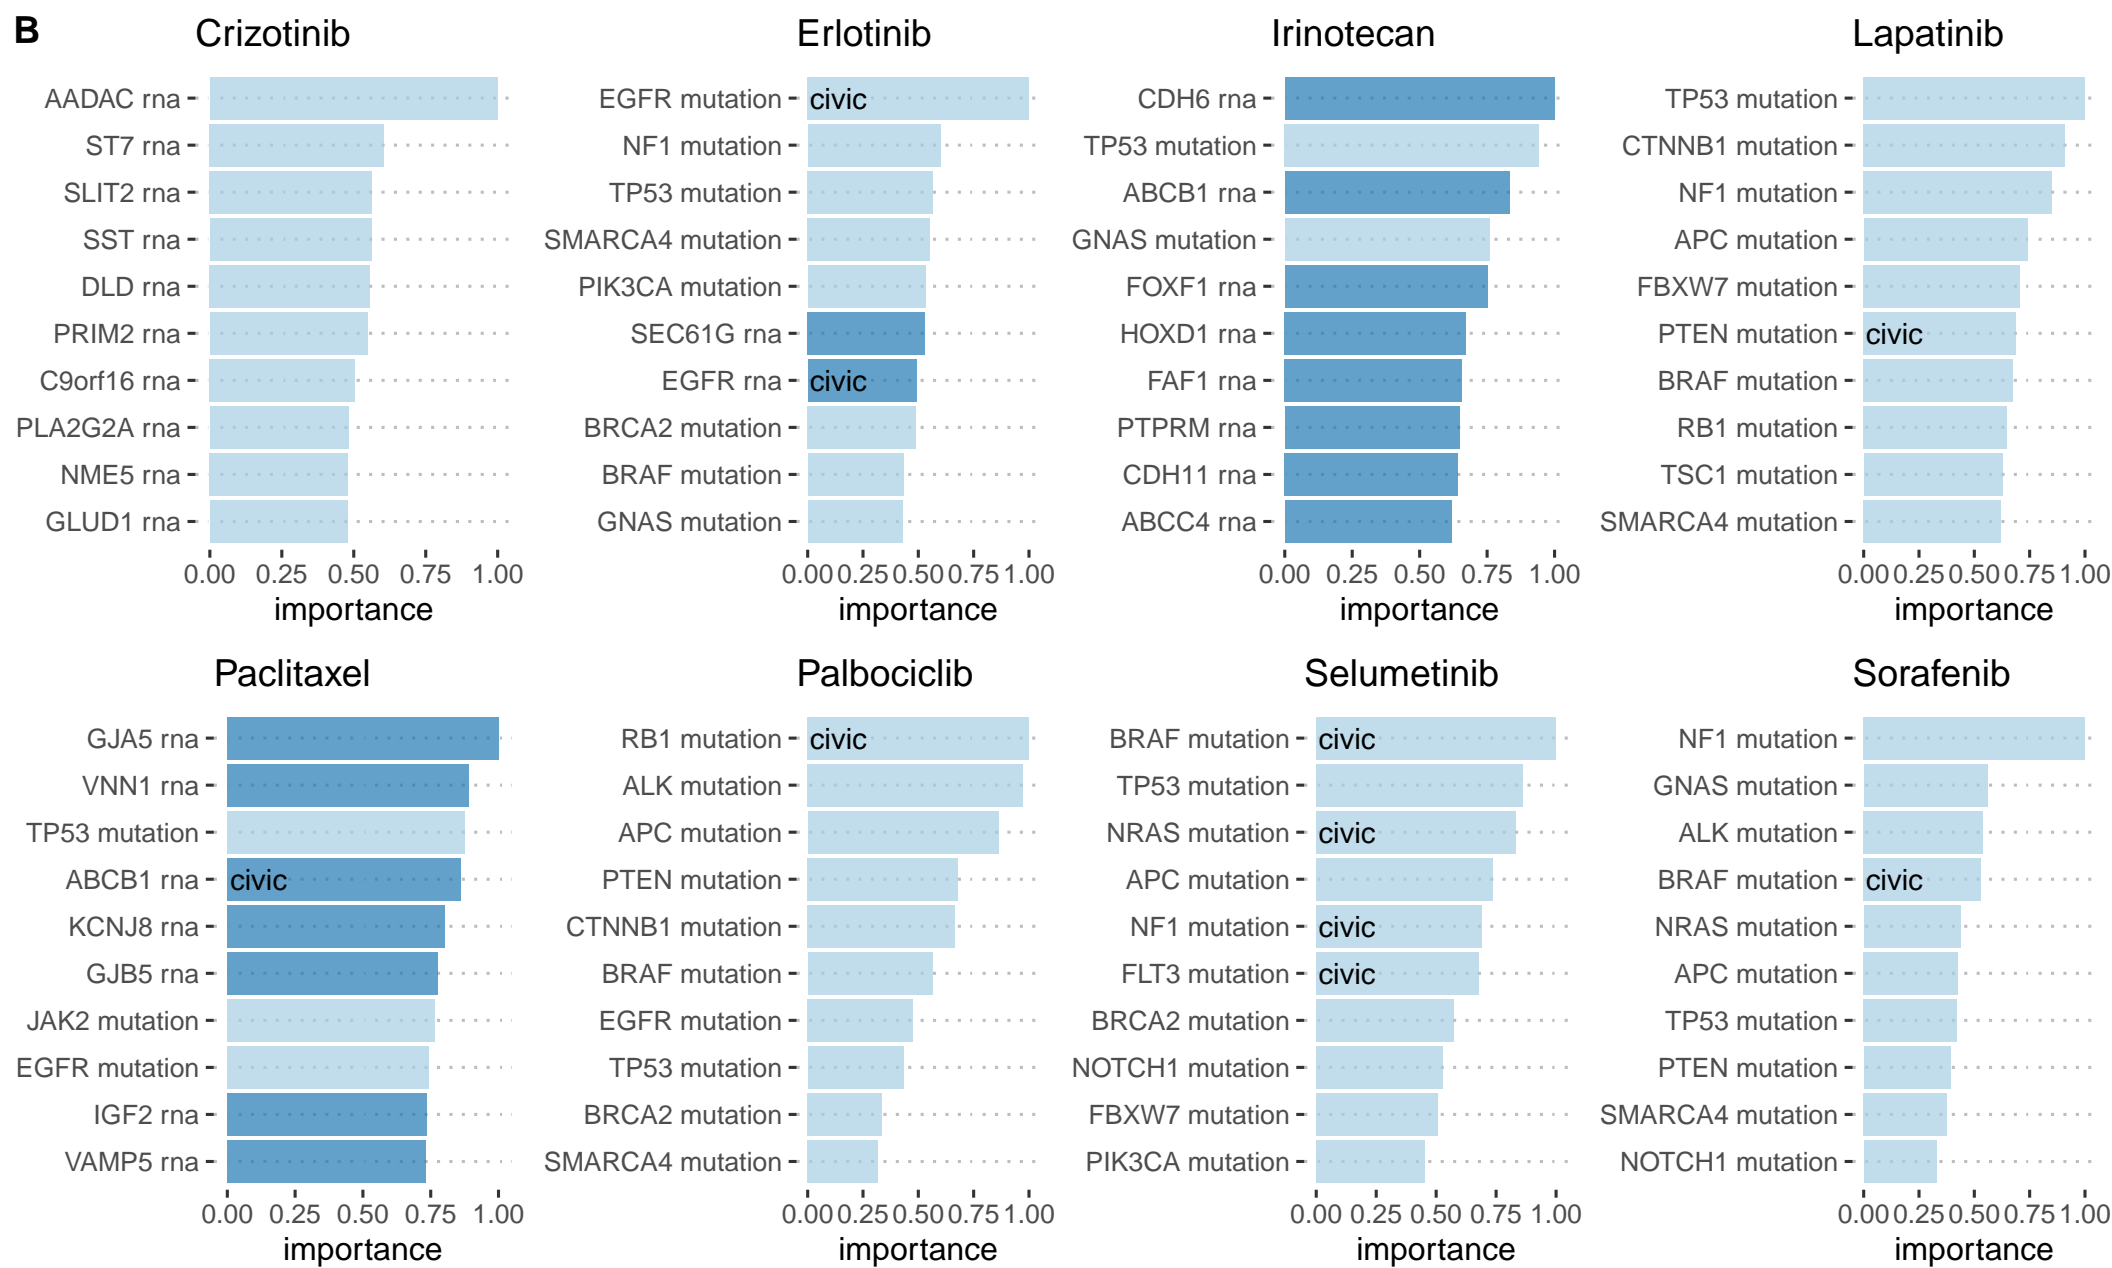 B
Crizotinib
AADAC rna
ST7 rna
SLIT2 rna
SST rna
DLD rna
PRIM2 rna
C9orf16 rna
PLA2G2A rna
NME5 rna
GLUD1 rna
0.00 0.25 0.50 0.75 1.00
importance
Erlotinib
EGFR mutation civic
NF1 mutation
TP53 mutation
SMARCA4 mutation
PIK3CA mutation
SEC61G rna
EGFR rna civic
BRCA2 mutation
BRAF mutation
GNAS mutation
0.00 0.25 0.50 0.75 1.00
importance
Irinotecan
CDH6 rna
TP53 mutation
ABCB1 rna
GNAS mutation
FOXF1 rna
HOXD1 rna
FAF1 rna
PTPRM rna
CDH11 rna
ABCC4 rna
0.00 0.25 0.50 0.75 1.00
importance
Lapatinib
TP53 mutation
CTNNB1 mutation
NF1 mutation
APC mutation
FBXW7 mutation
PTEN mutation civic
BRAF mutation
RB1 mutation
TSC1 mutation
SMARCA4 mutation
0.00 0.25 0.50 0.75 1.00
importance
Paclitaxel
GJA5 rna
VNN1 rna
TP53 mutation
ABCB1 rna civic
KCNJ8 rna
GJB5 rna
JAK2 mutation
EGFR mutation
IGF2 rna
VAMP5 rna
0.00 0.25 0.50 0.75 1.00
importance
Palbociclib
RB1 mutation civic
ALK mutation
APC mutation
PTEN mutation
CTNNB1 mutation
BRAF mutation
EGFR mutation
TP53 mutation
BRCA2 mutation
SMARCA4 mutation
0.00 0.25 0.50 0.75 1.00
importance
Selumetinib
BRAF mutation civic
TP53 mutation
NRAS mutation civic
APC mutation
NF1 mutation civic
FLT3 mutation civic
BRCA2 mutation
NOTCH1 mutation
FBXW7 mutation
PIK3CA mutation
0.00 0.25 0.50 0.75 1.00
importance
Sorafenib
NF1 mutation
GNAS mutation
ALK mutation
BRAF mutation civic
NRAS mutation
APC mutation
TP53 mutation
PTEN mutation
SMARCA4 mutation
NOTCH1 mutation
0.00 0.25 0.50 0.75 1.00
importance